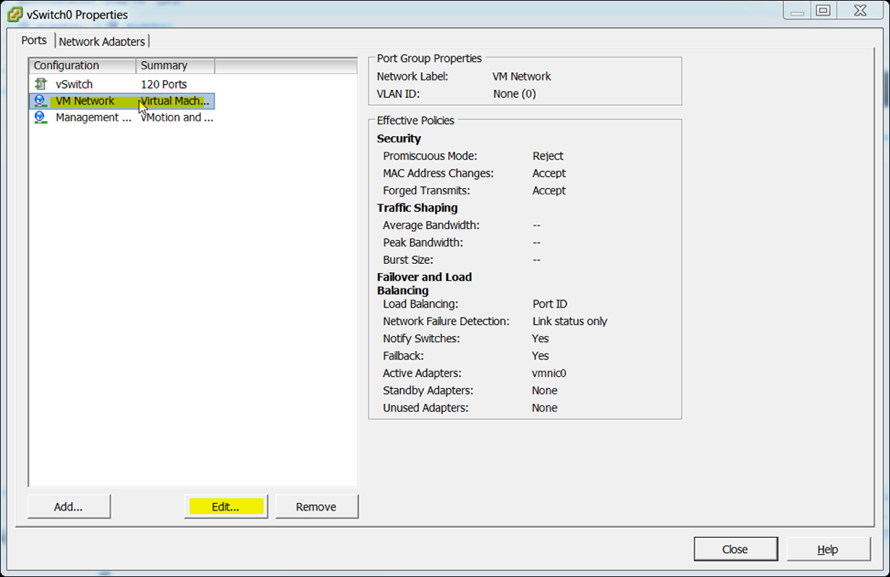 vSwitch0 Properties
Ports Network Adapters
Configuration Summary
vSwitch 120 Ports
VM Network Virtual Mach...
Management ... vMotion and ...
Add... Edit... Remove
Port Group Properties
Network Label: VM Network
VLAN ID: None (0)
Effective Policies
Security
Promiscuous Mode: Reject
MAC Address Changes: Accept
Forged Transmits: Accept
Traffic Shaping
Average Bandwidth: --
Peak Bandwidth: --
Burst Size: --
Failover and Load
Balancing
Load Balancing: Port ID
Network Failure Detection: Link status only
Notify Switches: Yes
Failback: Yes
Active Adapters: vmnic0
Standby Adapters: None
Unused Adapters: None
Close Help